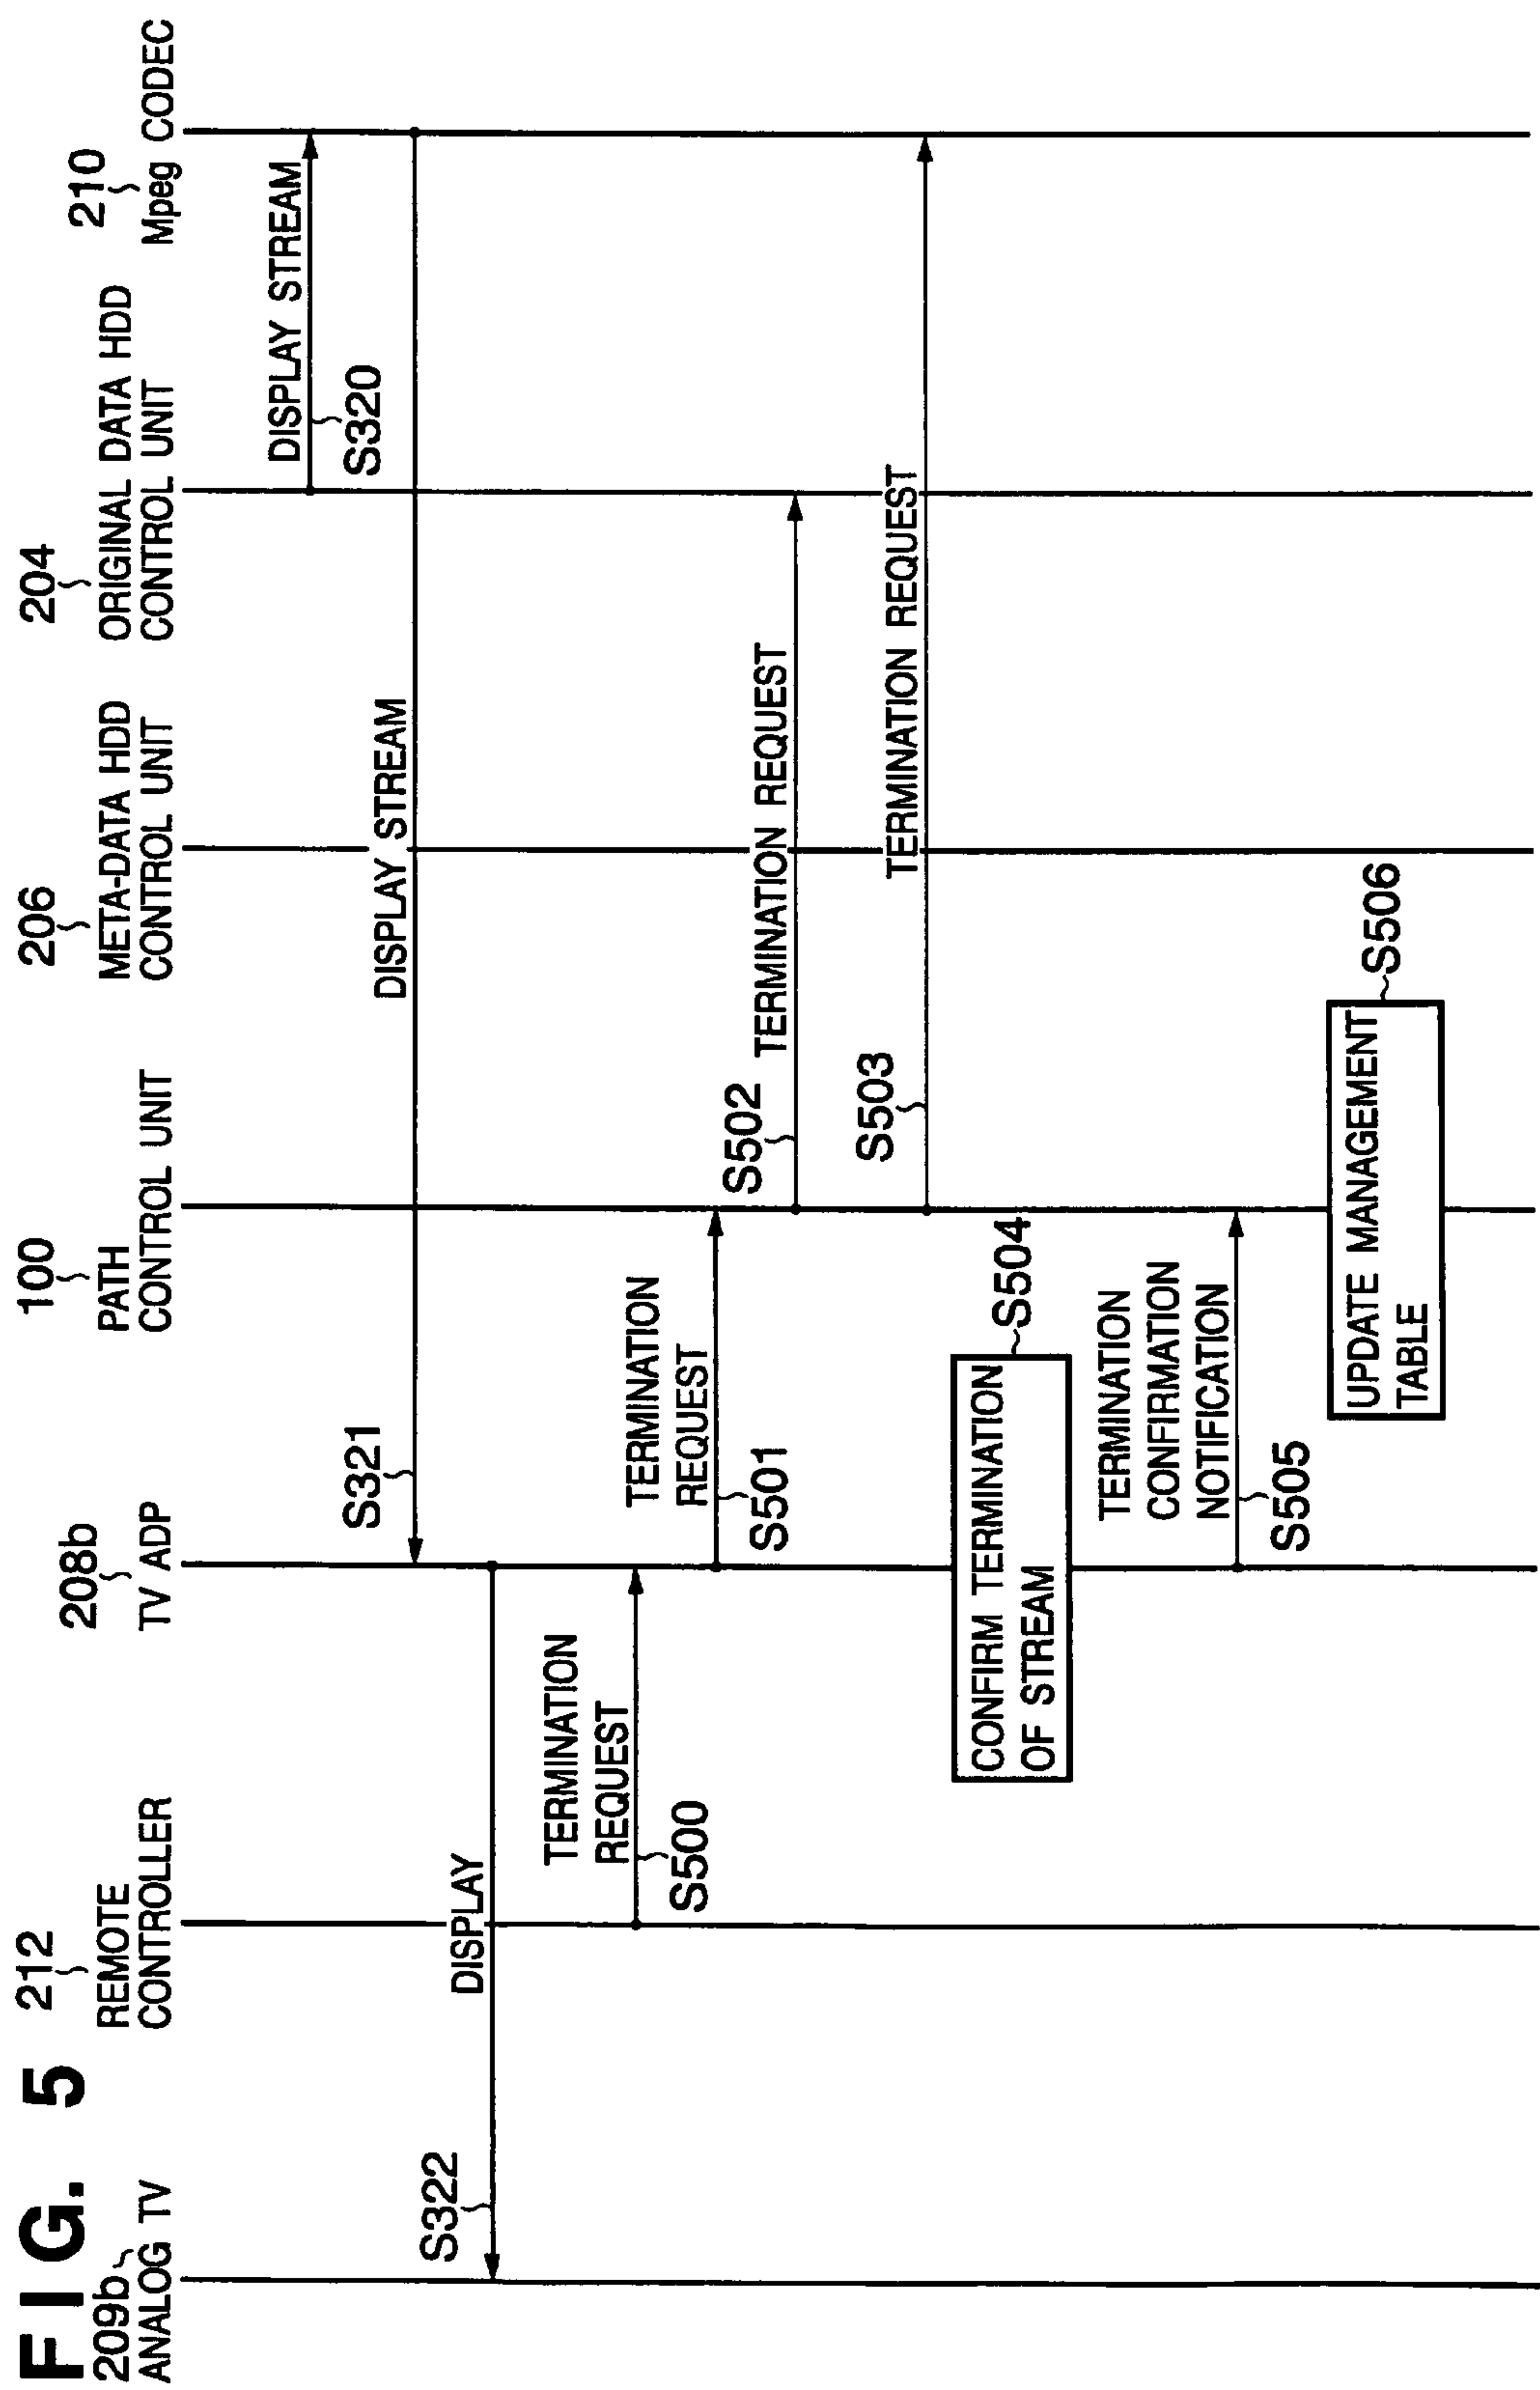 FIG. 5
209b
ANALOG TV
212
REMOTE
CONTROLLER
208b
TV ADP
100
PATH
CONTROL UNIT
206
META-DATA HDD
CONTROL UNIT
204
ORIGINAL DATA HDD
CONTROL UNIT
210
Mpeg CODEC
DISPLAY STREAM
S320
S321
DISPLAY STREAM
S322
DISPLAY
TERMINATION
REQUEST
S500
TERMINATION
REQUEST
S501
S502
TERMINATION REQUEST
S503
TERMINATION REQUEST
CONFIRM TERMINATION
OF STREAM
S504
TERMINATION
CONFIRMATION
NOTIFICATION
S505
UPDATE MANAGEMENT
TABLE
S506